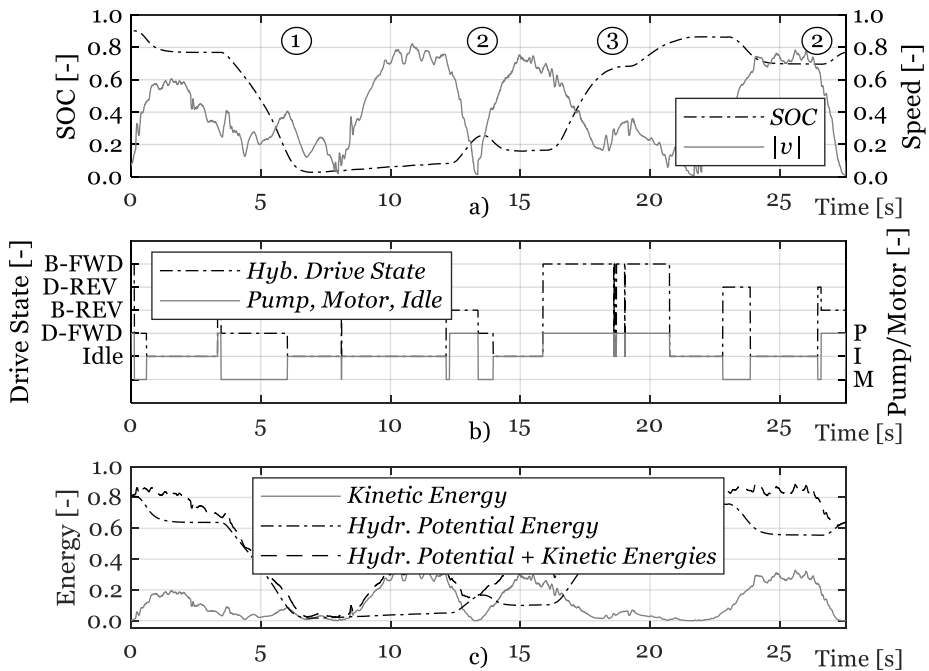 1.0 1.0
0.8 0.8
0.6 0.6
0.4 0.4
0.2 0.2
0.0 0.0
SOC [-]
Speed [-]
1 2 3 2
SOC
|v|
0 5 10 15 20 25
a) Time [s]
Drive State [-]
Pump/Motor [-]
B-FWD
D-REV
B-REV
D-FWD P
Idle I
M
Hyb. Drive State
Pump, Motor, Idle
0 5 10 15 20 25
b) Time [s]
Energy [-]
1.0
0.8
0.6
0.4
0.2
0.0
Kinetic Energy
Hydr. Potential Energy
Hydr. Potential + Kinetic Energies
0 5 10 15 20 25
c) Time [s]